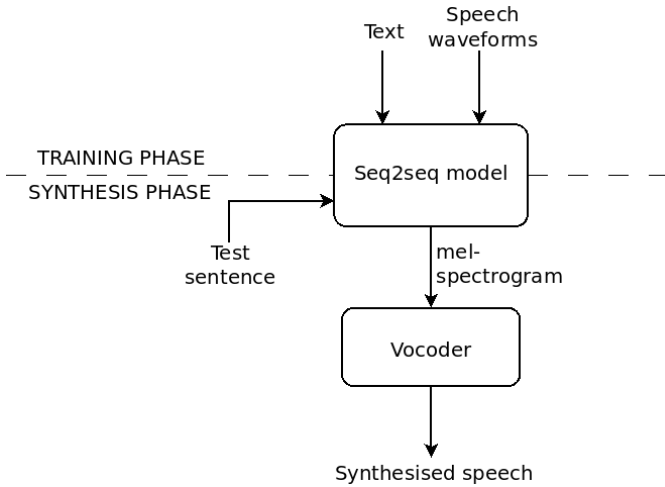 Text
Speech
waveforms
TRAINING PHASE
Seq2seq model
SYNTHESIS PHASE
Test
sentence
mel-
spectrogram
Vocoder
Synthesised speech